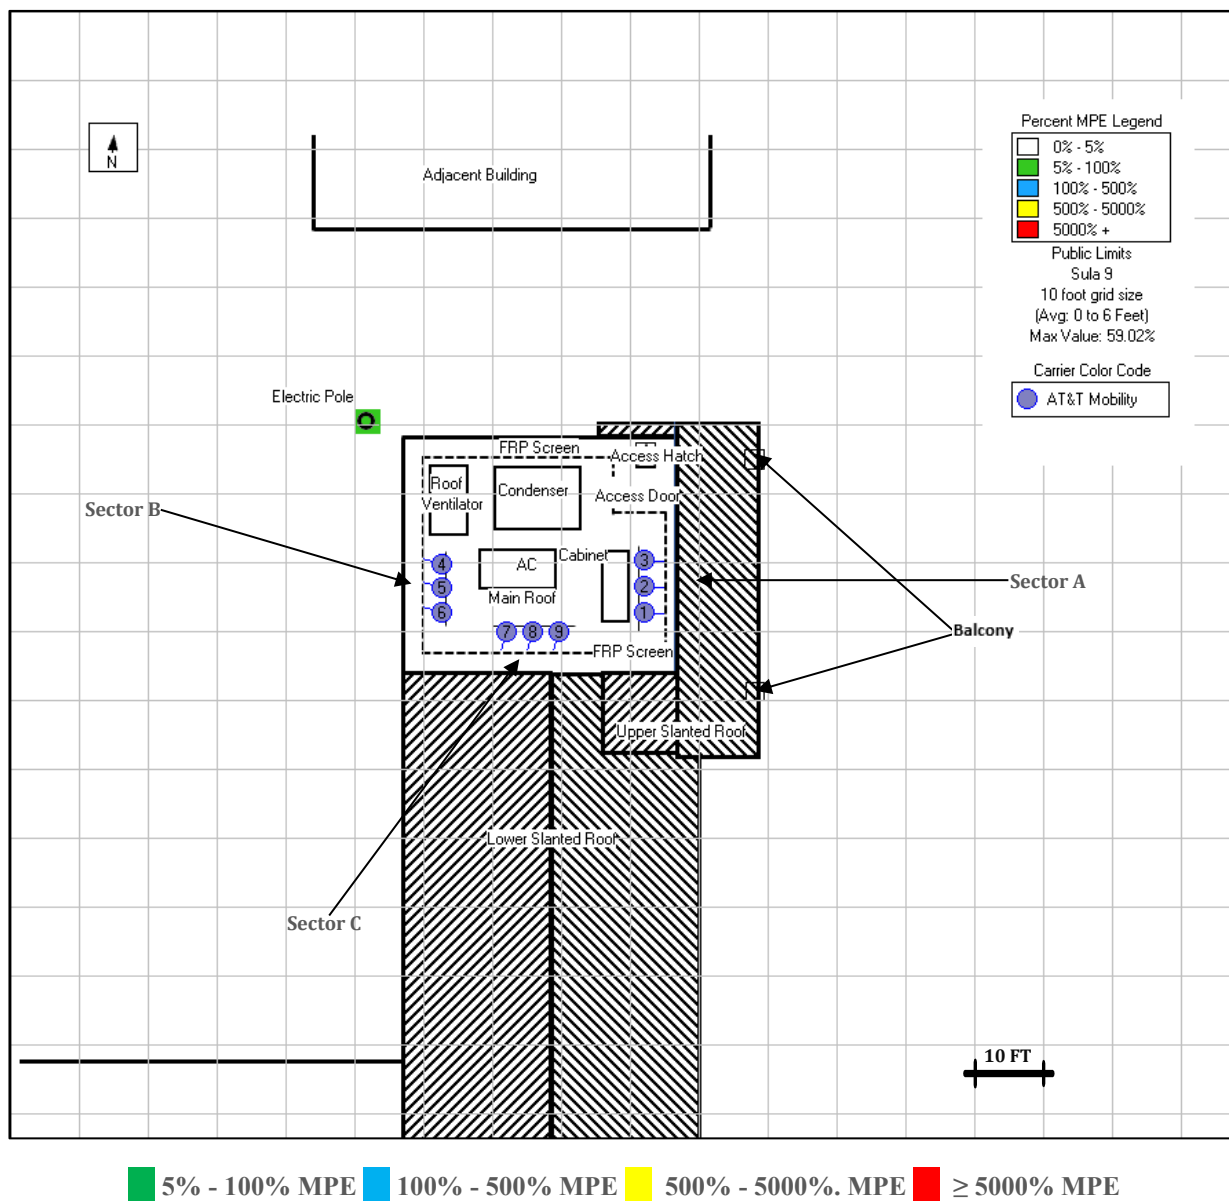 N
Adjacent Building
Percent MPE Legend
0% - 5%
5% - 100%
100% - 500%
500% - 5000%
5000% +
Public Limits
Sula 9
10 foot grid size
(Avg: 0 to 6 Feet)
Max Value: 59.02%
Carrier Color Code
AT&T Mobility
Electric Pole
FRP Screen
Access Hatch
Roof
Ventilator
Condenser
Access Door
Sector B
Cabinet
AC
Main Roof
4
5
6
3
2
1
7 8 9
Sector A
Balcony
FRP Screen
Upper Slanted Roof
Lower Slanted Roof
Sector C
10 FT
5% - 100% MPE 100% - 500% MPE 500% - 5000%. MPE ≥ 5000% MPE